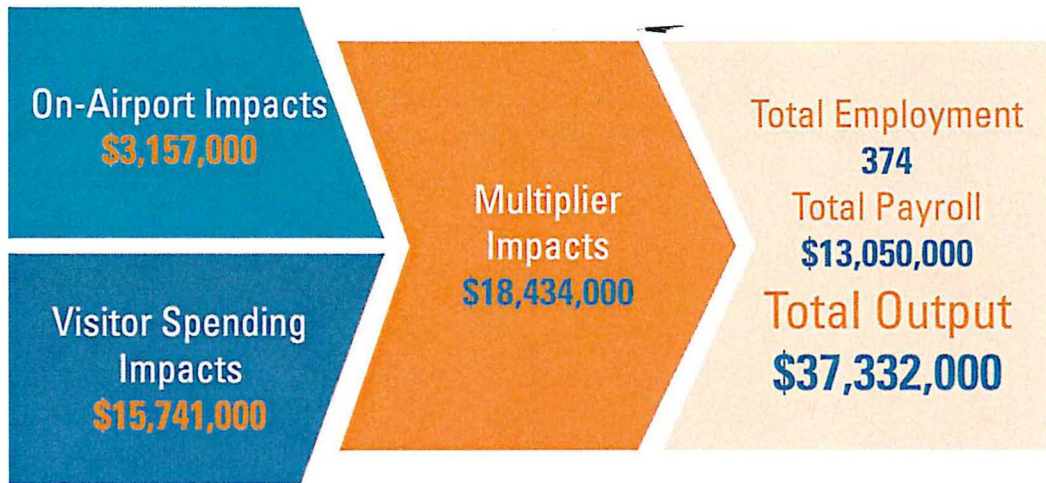 On-Airport Impacts
$3,157,000
Visitor Spending
Impacts
$15,741,000
Multiplier
Impacts
$18,434,000
Total Employment
374
Total Payroll
$13,050,000
Total Output
$37,332,000